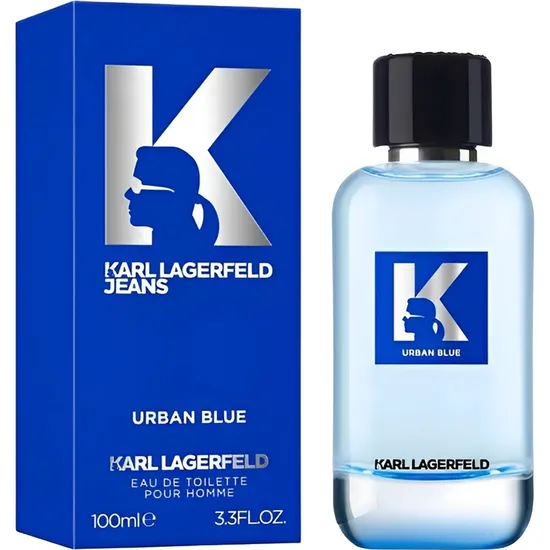 K
KARL LAGERFELD
JEANS
URBAN BLUE
KARL LAGERFELD
EAU DE TOILETTE
POUR HOMME
100ml℮ 3.3FL.OZ.
K
URBAN BLUE
KARL LAGERFELD